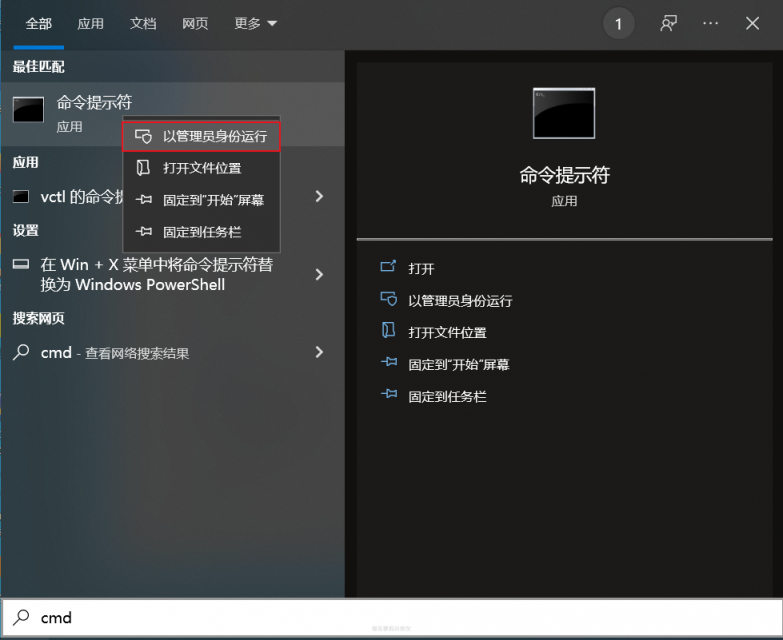 全部 应用 文档 网页 更多 1
最佳匹配
命令提示符
应用
以管理员身份运行
打开文件位置
固定到"开始"屏幕
固定到任务栏
应用
vctl 的命令
设置
在 Win + X 菜单中将命令提示符替
换为 Windows PowerShell
搜索网页
cmd - 查看网络搜索结果
命令提示符
应用
打开
以管理员身份运行
打开文件位置
固定到"开始"屏幕
固定到任务栏
cmd